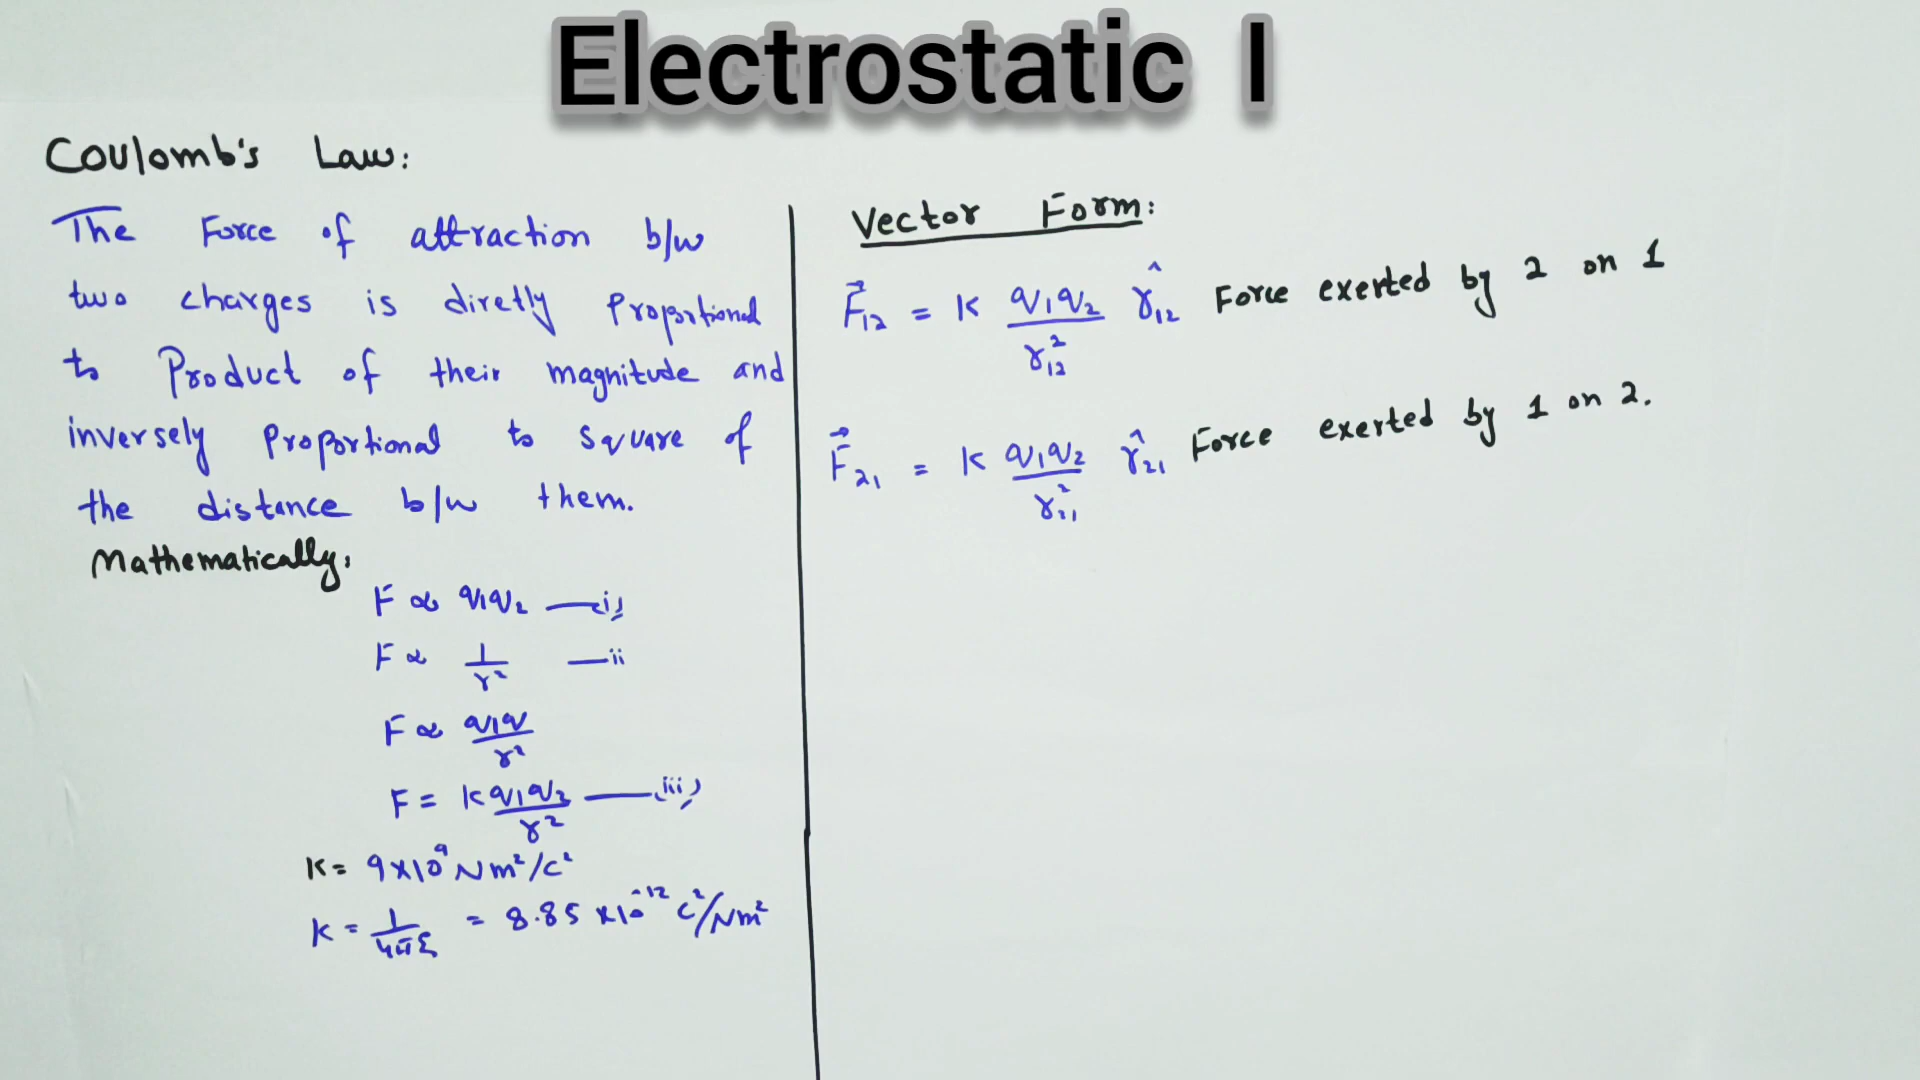 Electrostatic I
Coulomb's Law:
The Force of attraction b/w
two charges is diretly Proportional
to Product of their magnitude and
inversely Proportional to Square of
the distance b/w them.
Mathematically:
F ∝ q₁q₂ —i)
F ∝ 1/r² —ii
F ∝ q₁q/r²
F = K q₁q₂/r² —(iii)
K = 9×10⁹ Nm²/C²
K = 1/4πε = 8.85 ×10⁻¹² C²/Nm²
Vector Form:
F⃗₁₂ = K q₁q₂/r₁₂² r̂₁₂ Force exerted by 2 on 1
F⃗₂₁ = K q₁q₂/r₂₁² r̂₂₁ Force exerted by 1 on 2.